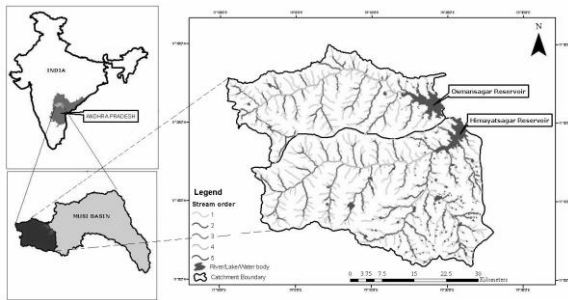 INDIA
ANDHRA PRADESH
MUSI BASIN
N
Osmansagar Reservoir
Himayatsagar Reservoir
Legend
Stream order
1
2
3
4
5
River/Lake/Water body
Catchment Boundary
0 3.75 7.5 15 22.5 30
Kilometers